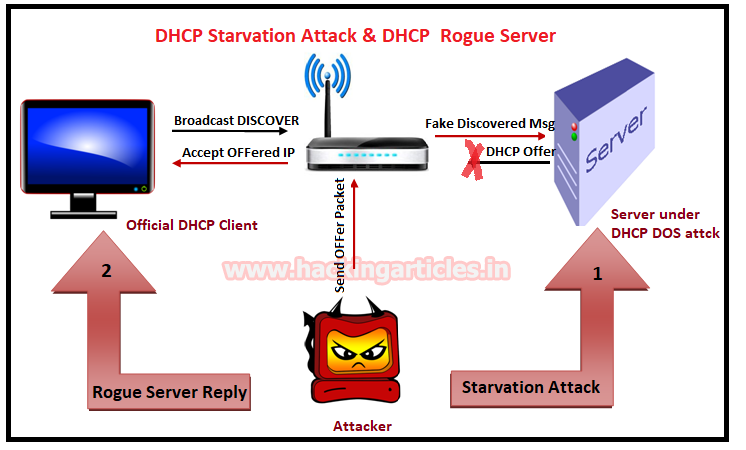 DHCP Starvation Attack & DHCP Rogue Server
Broadcast DISCOVER
Accept OFFered IP
Fake Discovered Msg
DHCP Offer
Server
Official DHCP Client
Server under
DHCP DOS attck
Send OFFer Packet
www.hackingarticles.in
2
1
Rogue Server Reply
Starvation Attack
Attacker